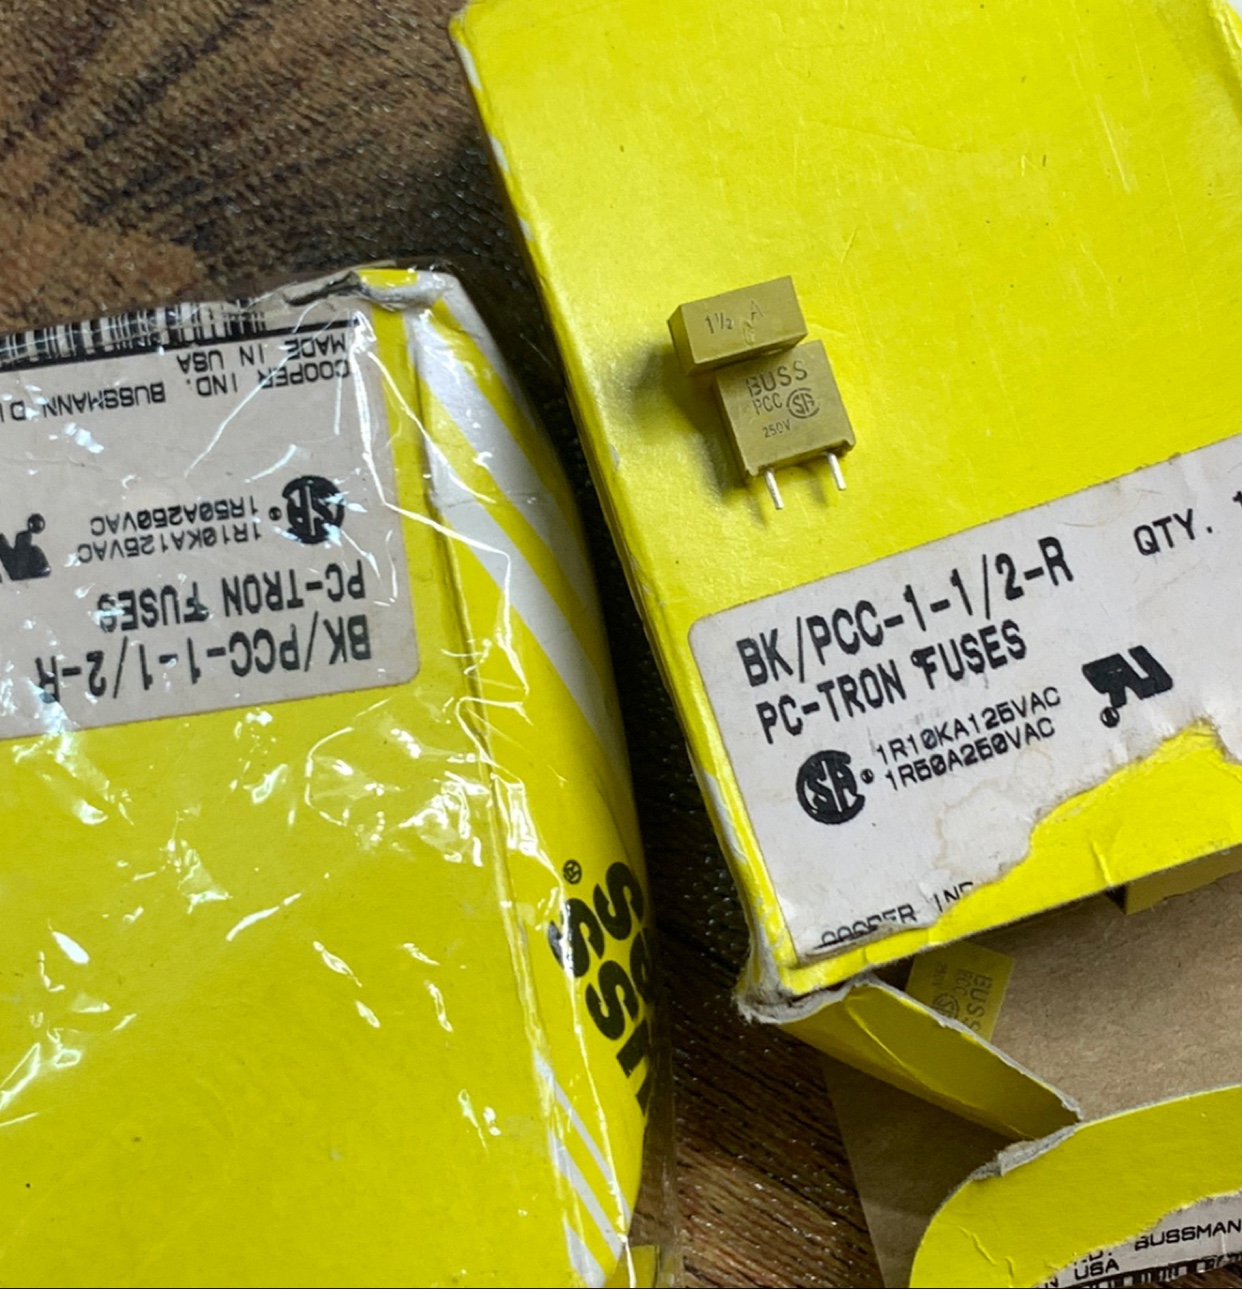 COOPER IND. BUSSMANN DI
MADE IN USA
1R10KA125VAC
1R50A250VAC
BK/PCC-1-1/2-R
PC-TRON FUSES
1½ A
BUSS
PCC
250V
BK/PCC-1-1/2-R
QTY. 1
PC-TRON FUSES
1R10KA125VAC
1R50A250VAC
COOPER IND
BUSS
PCC
BUSSMAN
USA